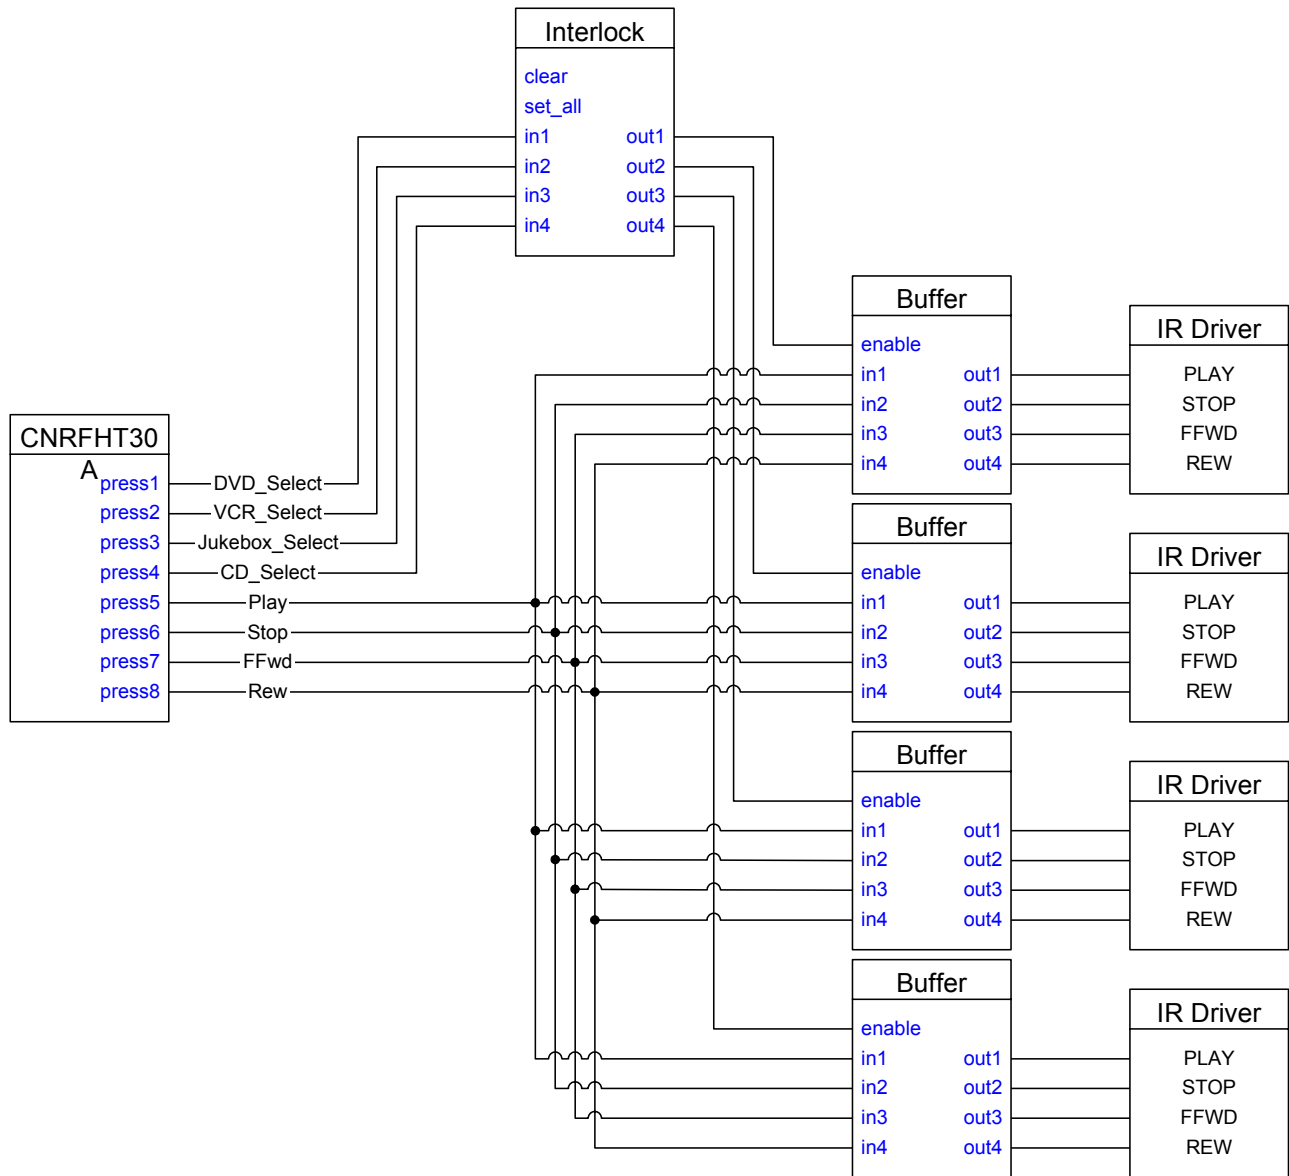 Interlock
clear
set_all
in1 out1
in2 out2
in3 out3
in4 out4
CNRFHT30
A
press1 DVD_Select
press2 VCR_Select
press3 Jukebox_Select
press4 CD_Select
press5 Play
press6 Stop
press7 FFwd
press8 Rew
Buffer
enable
in1 out1
in2 out2
in3 out3
in4 out4
IR Driver
PLAY
STOP
FFWD
REW
Buffer
enable
in1 out1
in2 out2
in3 out3
in4 out4
IR Driver
PLAY
STOP
FFWD
REW
Buffer
enable
in1 out1
in2 out2
in3 out3
in4 out4
IR Driver
PLAY
STOP
FFWD
REW
Buffer
enable
in1 out1
in2 out2
in3 out3
in4 out4
IR Driver
PLAY
STOP
FFWD
REW